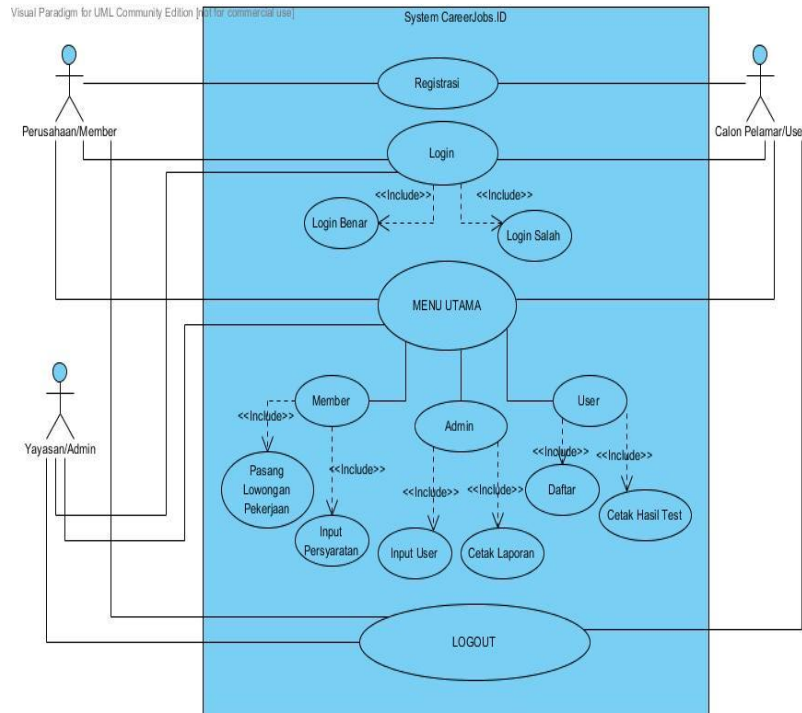 Visual Paradigm for UML Community Edition [not for commercial use]
System CareerJobs.ID
Registrasi
Perusahaan/Member
Calon Pelamar/Use
Login
<<Include>>
<<Include>>
Login Benar
Login Salah
MENU UTAMA
Member
User
<<Include>>
Admin
Yayasan/Admin
<<Include>>
<<Include>>
<<Include>>
Pasang
Lowongan
Pekerjaan
<<Include>>
<<Include>>
Daftar
Cetak Hasil Test
Input
Persyaratan
Input User
Cetak Laporan
<<Include>>
LOGOUT